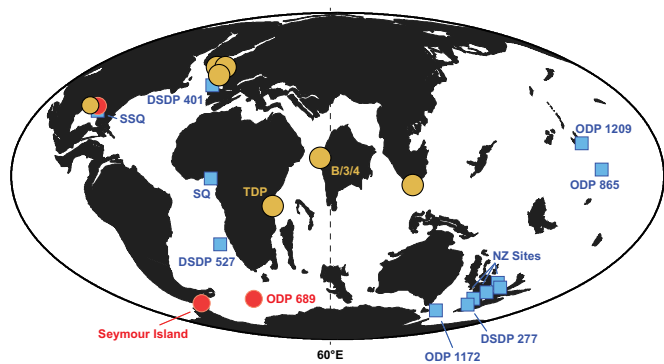 DSDP 401
SSQ
ODP 1209
ODP 865
B/3/4
SQ
TDP
DSDP 527
NZ Sites
ODP 689
Seymour Island
DSDP 277
ODP 1172
60°E